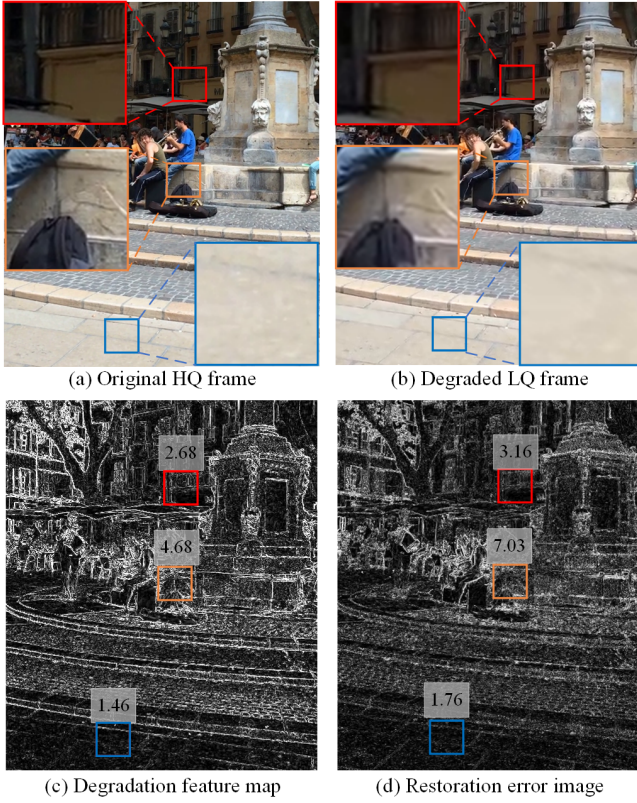 (a) Original HQ frame
(b) Degraded LQ frame
2.68
3.16
4.68
7.03
1.46
1.76
(c) Degradation feature map
(d) Restoration error image